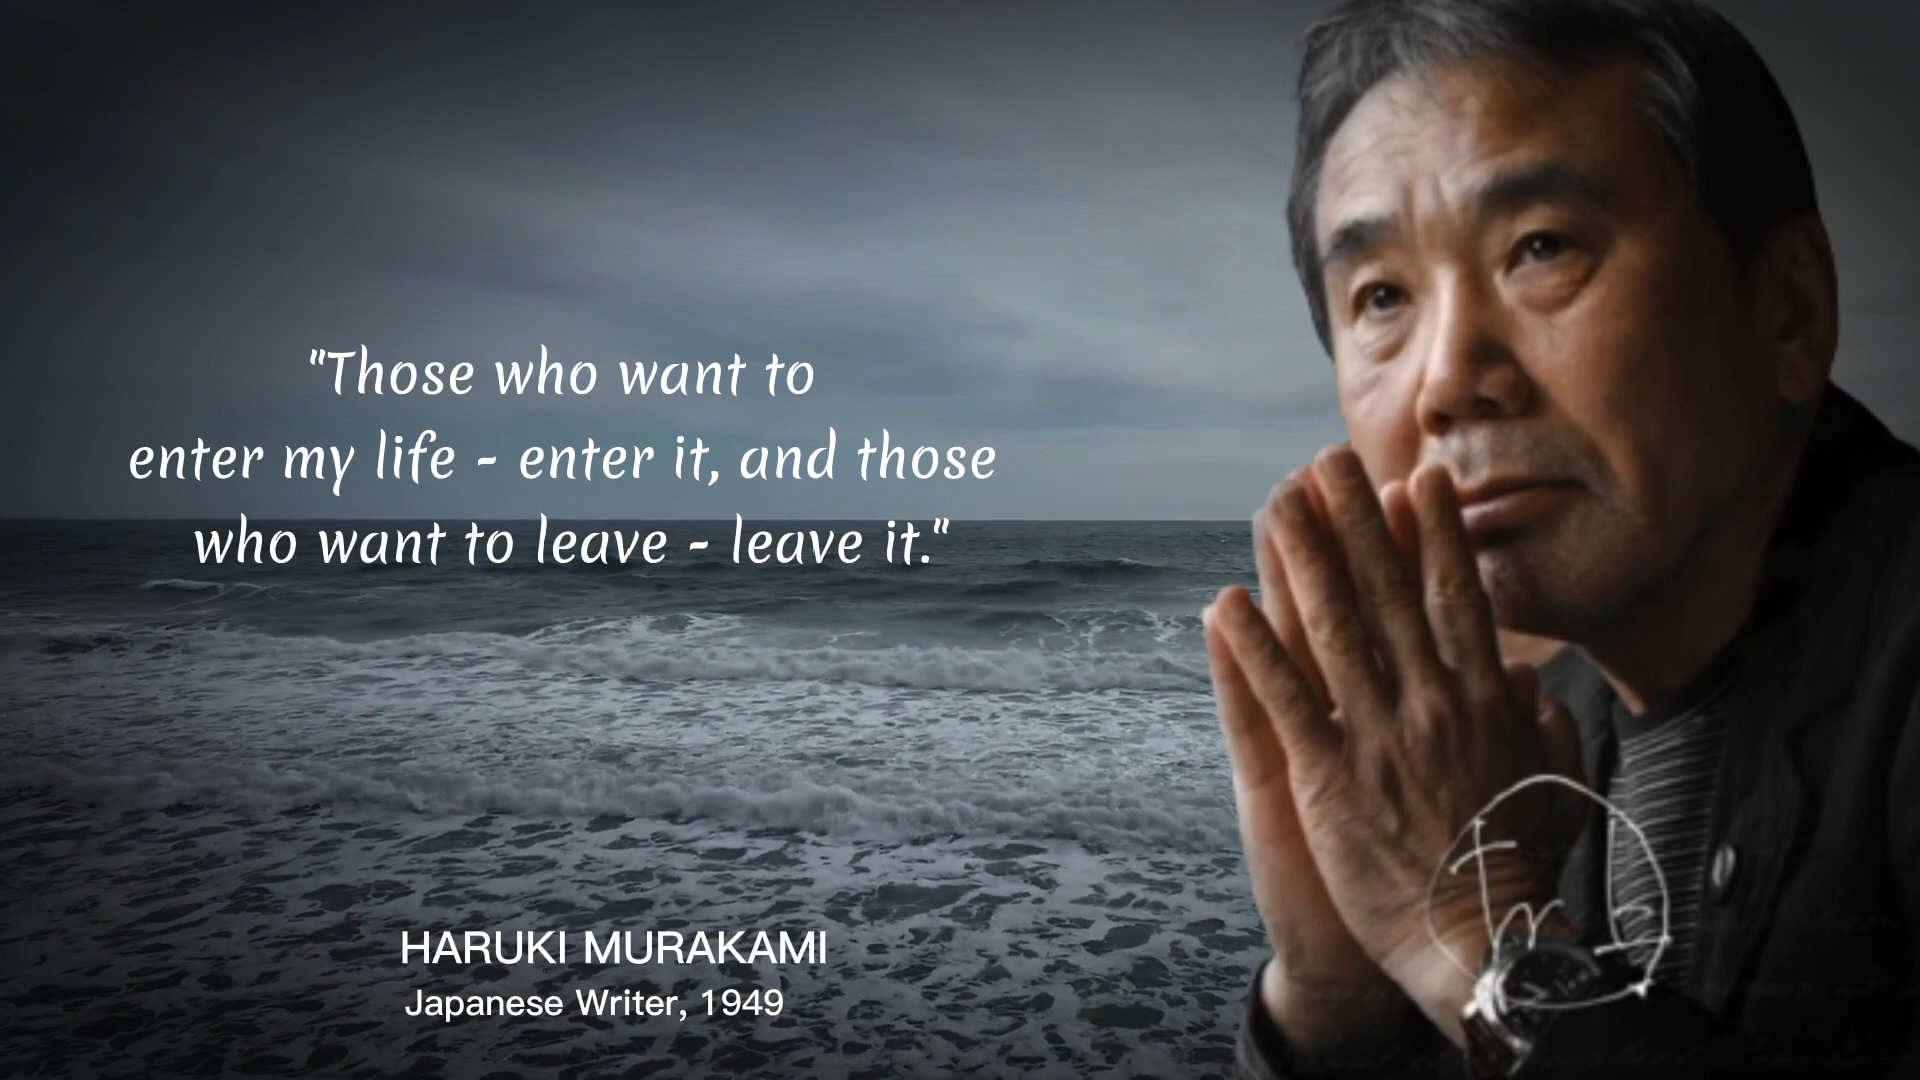 "Those who want to
enter my life - enter it, and those
who want to leave - leave it."
HARUKI MURAKAMI
Japanese Writer, 1949